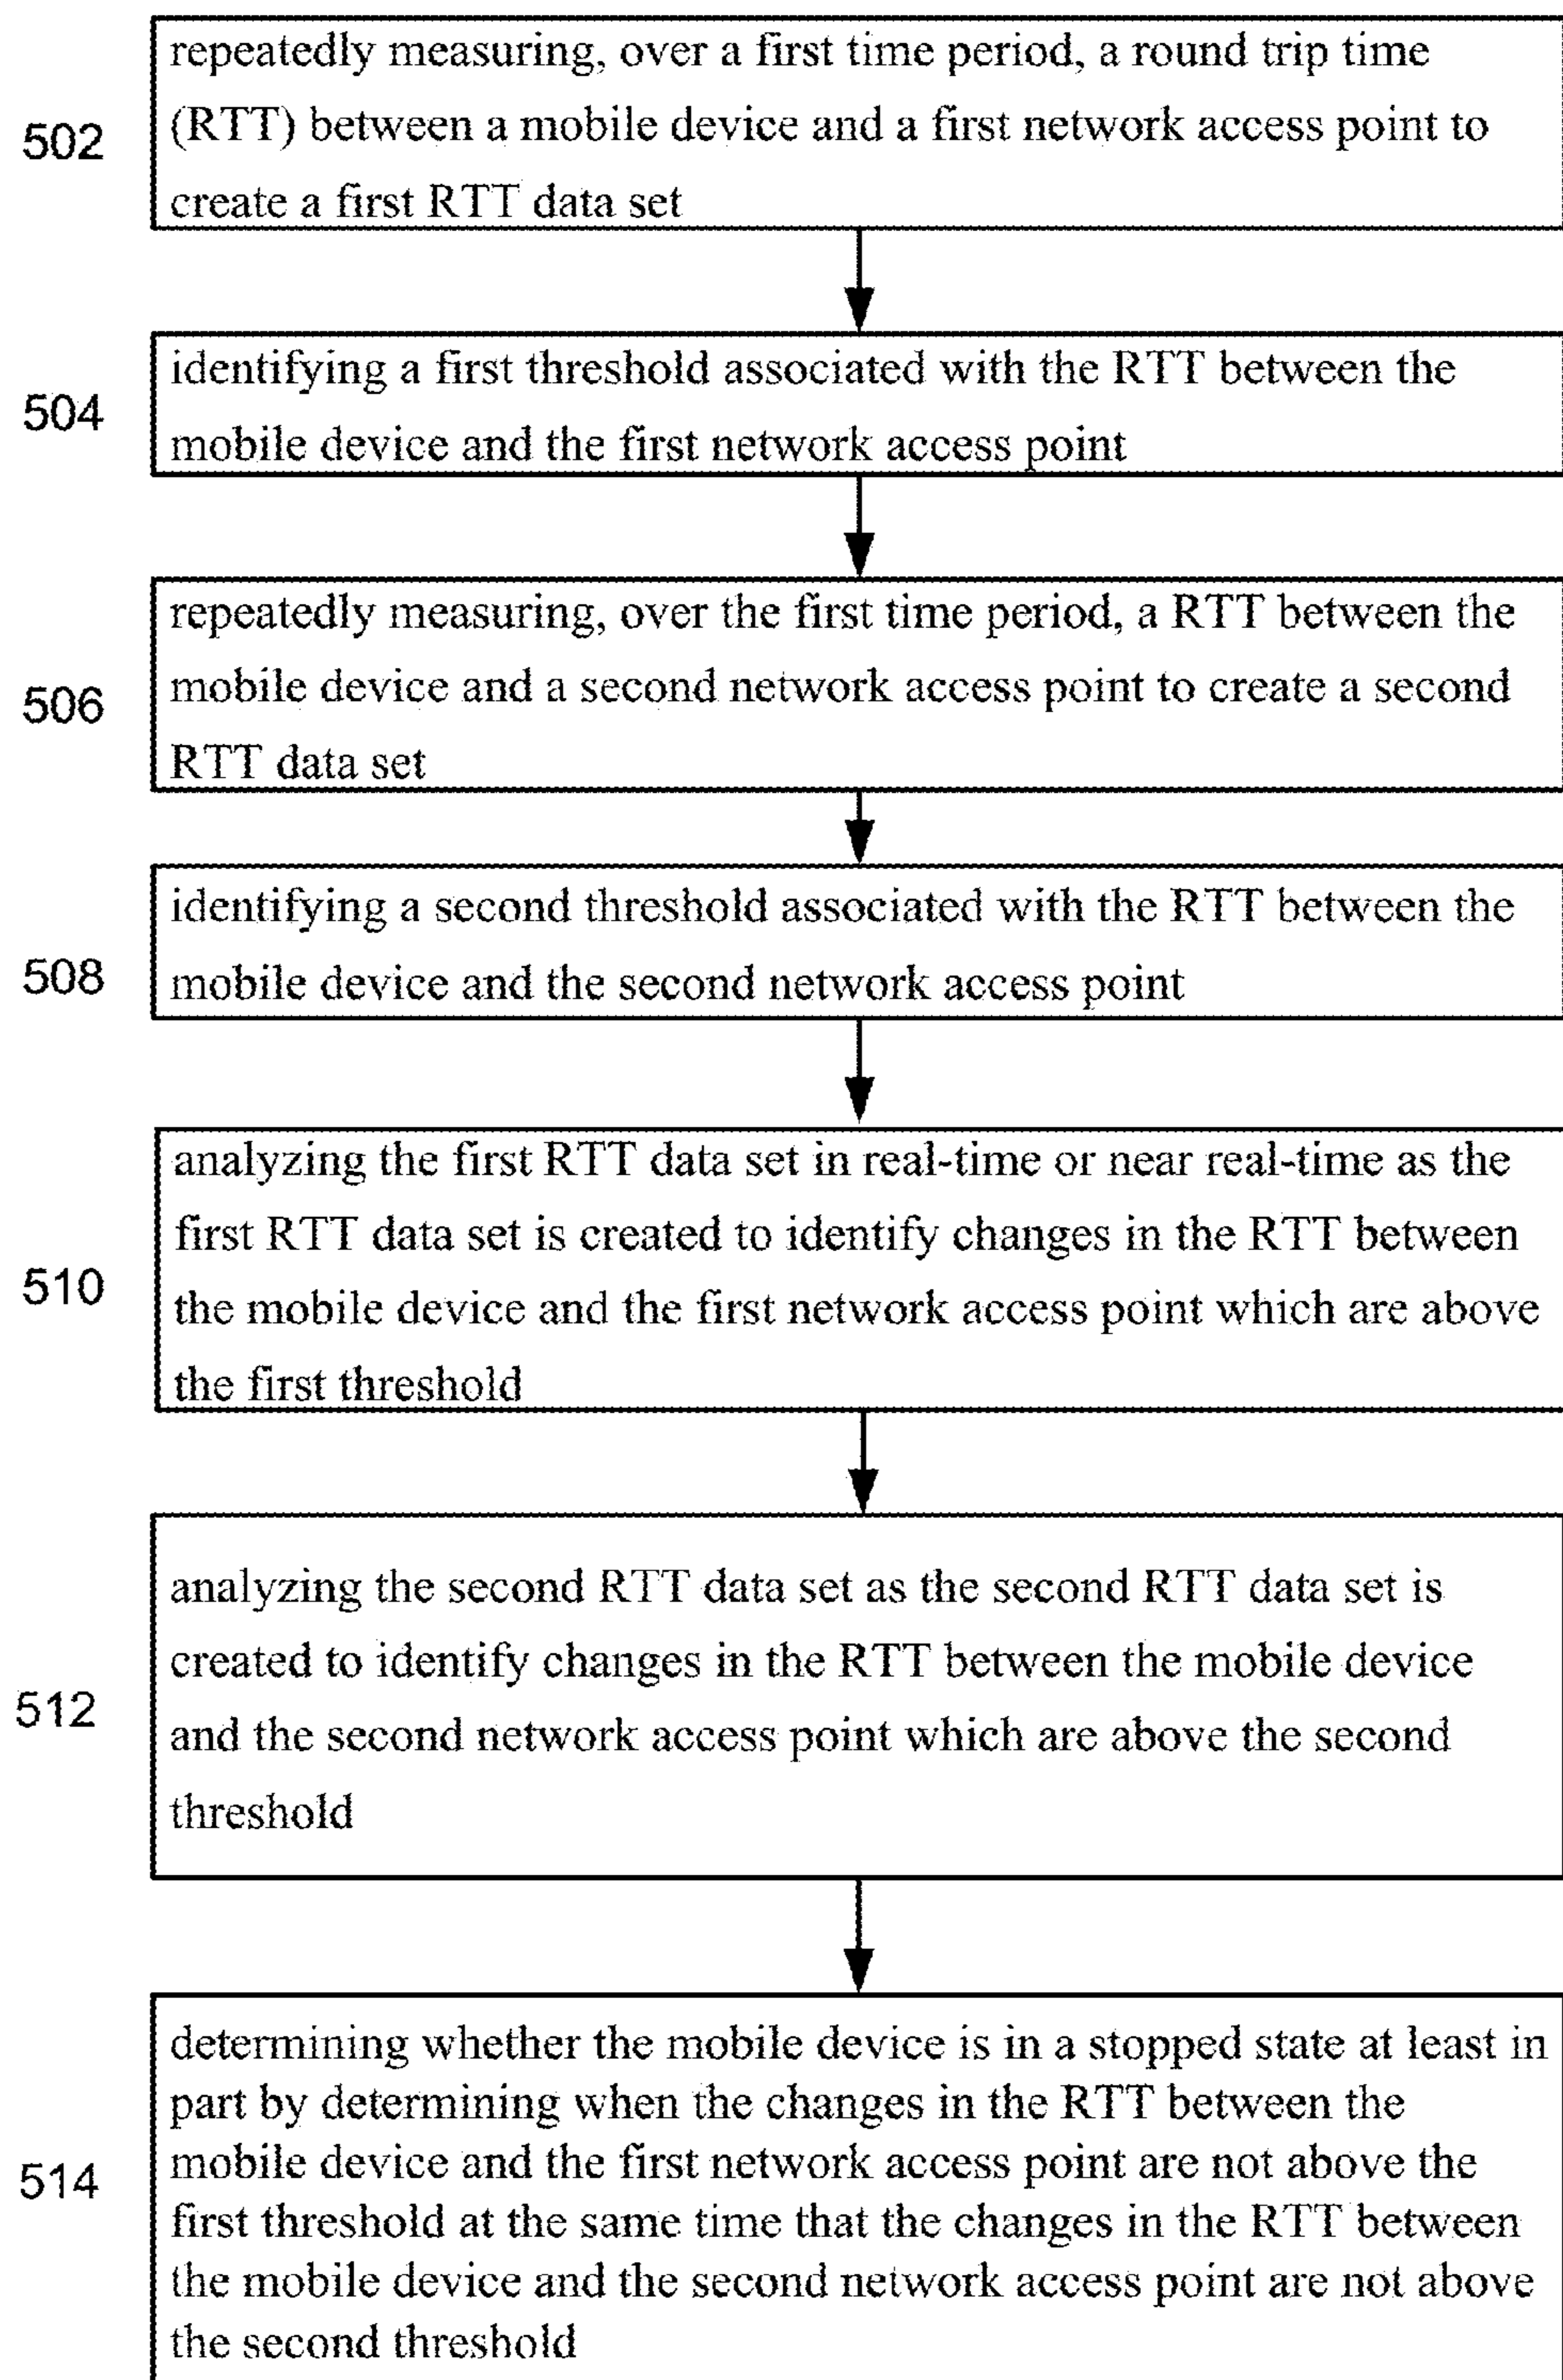 repeatedly measuring, over a first time period, a round trip time
502
(RTT) between a mobile device and a first network access point to
create a first RTT data set
identifying a first threshold associated with the RTT between the
504
mobile device and the first network access point
repeatedly measuring, over the first time period, a RTT between the
506
mobile device and a second network access point to create a second
RTT data set
identifying a second threshold associated with the RTT between the
508
mobile device and the second network access point
analyzing the first RTT data set in real-time or near real-time as the
first RTT data set is created to identify changes in the RTT between
510
the mobile device and the first network access point which are above
the first threshold
analyzing the second RTT data set as the second RTT data set is
created to identify changes in the RTT between the mobile device
512
and the second network access point which are above the second
threshold
determining whether the mobile device is in a stopped state at least in
part by determining when the changes in the RTT between the
514
mobile device and the first network access point are not above the
first threshold at the same time that the changes in the RTT between
the mobile device and the second network access point are not above
the second threshold